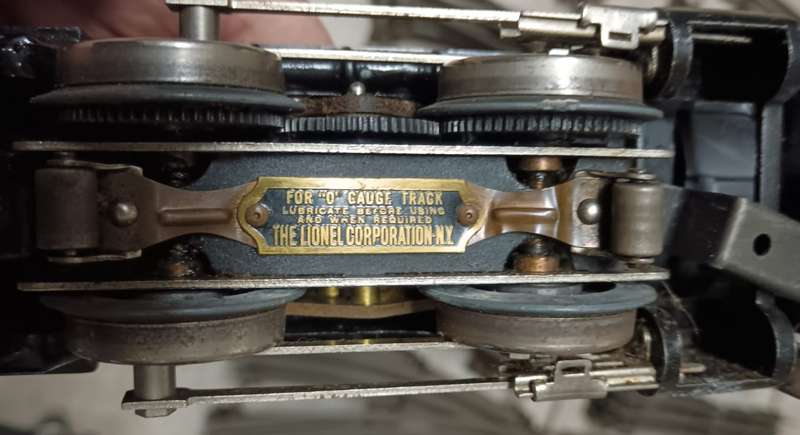 FOR "O" GAUGE TRACK
LUBRICATE BEFORE USING
AND WHEN REQUIRED
THE LIONEL CORPORATION-N.Y.